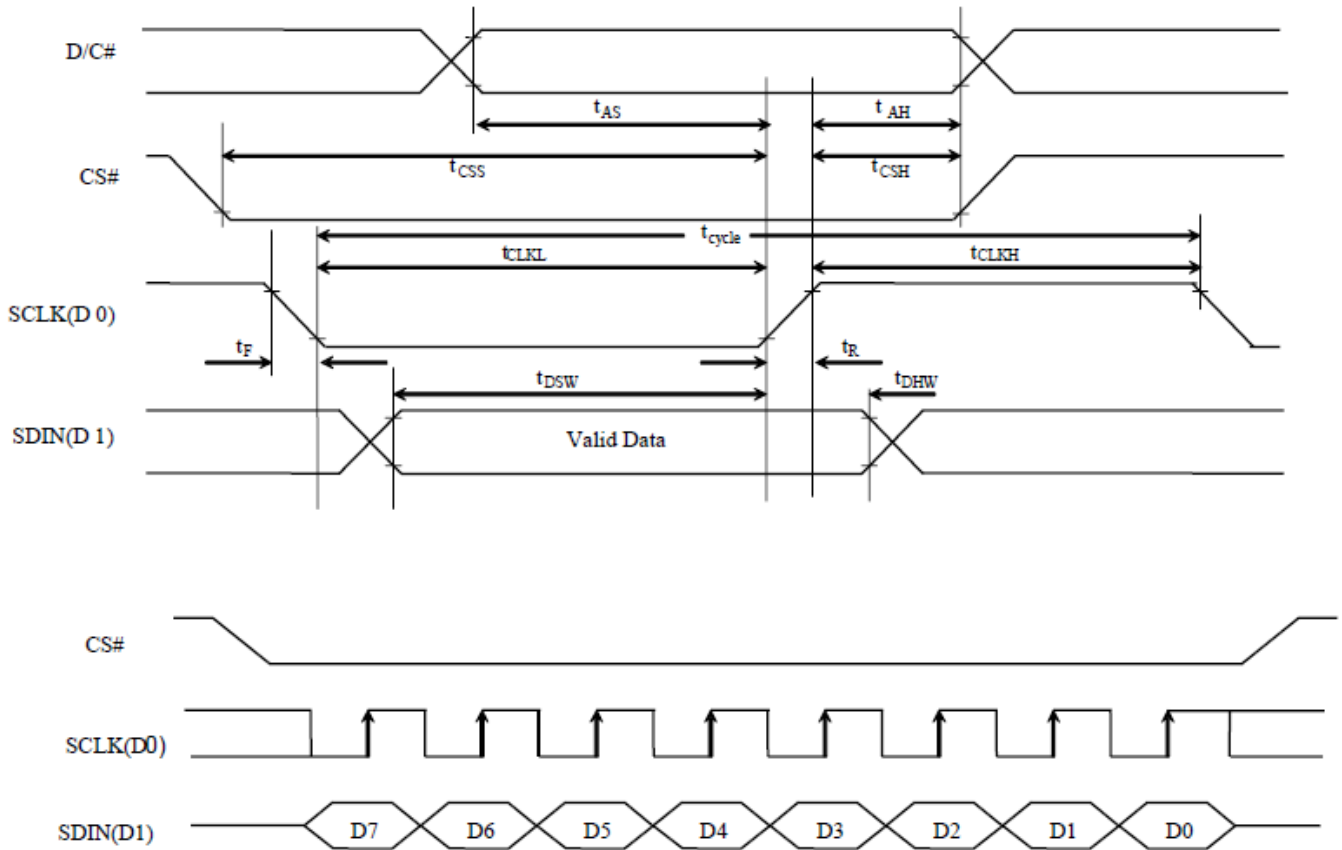 D/C#
tAS
t AH
CS#
tCSS
tCSH
tcycle
tCLKL
tCLKH
SCLK(D 0)
tF
tR
tDSW
tDHW
SDIN(D 1)
Valid Data
CS#
SCLK(D0)
SDIN(D1)
D7 D6 D5 D4 D3 D2 D1 D0